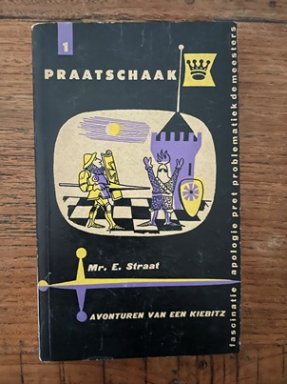 1
PRAATSCHAAK
Mr. E. Straat
AVONTUREN VAN EEN KIEBITZ
fascinatie apologie pret problematiek de meesters